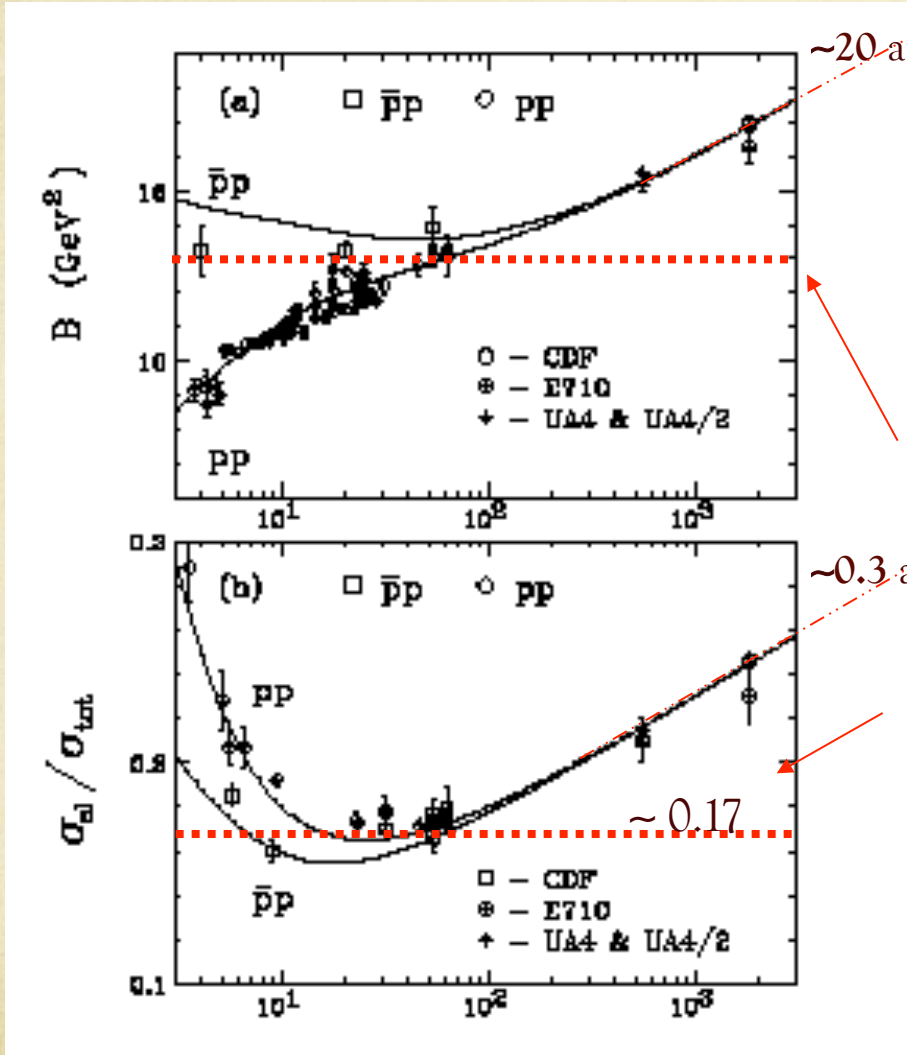 ~20 a
(a) □ p̄p ○ pp
p̄p
16
B (GeV²)
10
○ – CDF
⊕ – E710
✦ – UA4 & UA4/2
pp
10¹ 10² 10³
0.3
~0.3 a
(b) □ p̄p ○ pp
pp
σel / σtot
0.2
~ 0.17
□ – CDF
p̄p
⊕ – E710
✦ – UA4 & UA4/2
0.1
10¹ 10² 10³